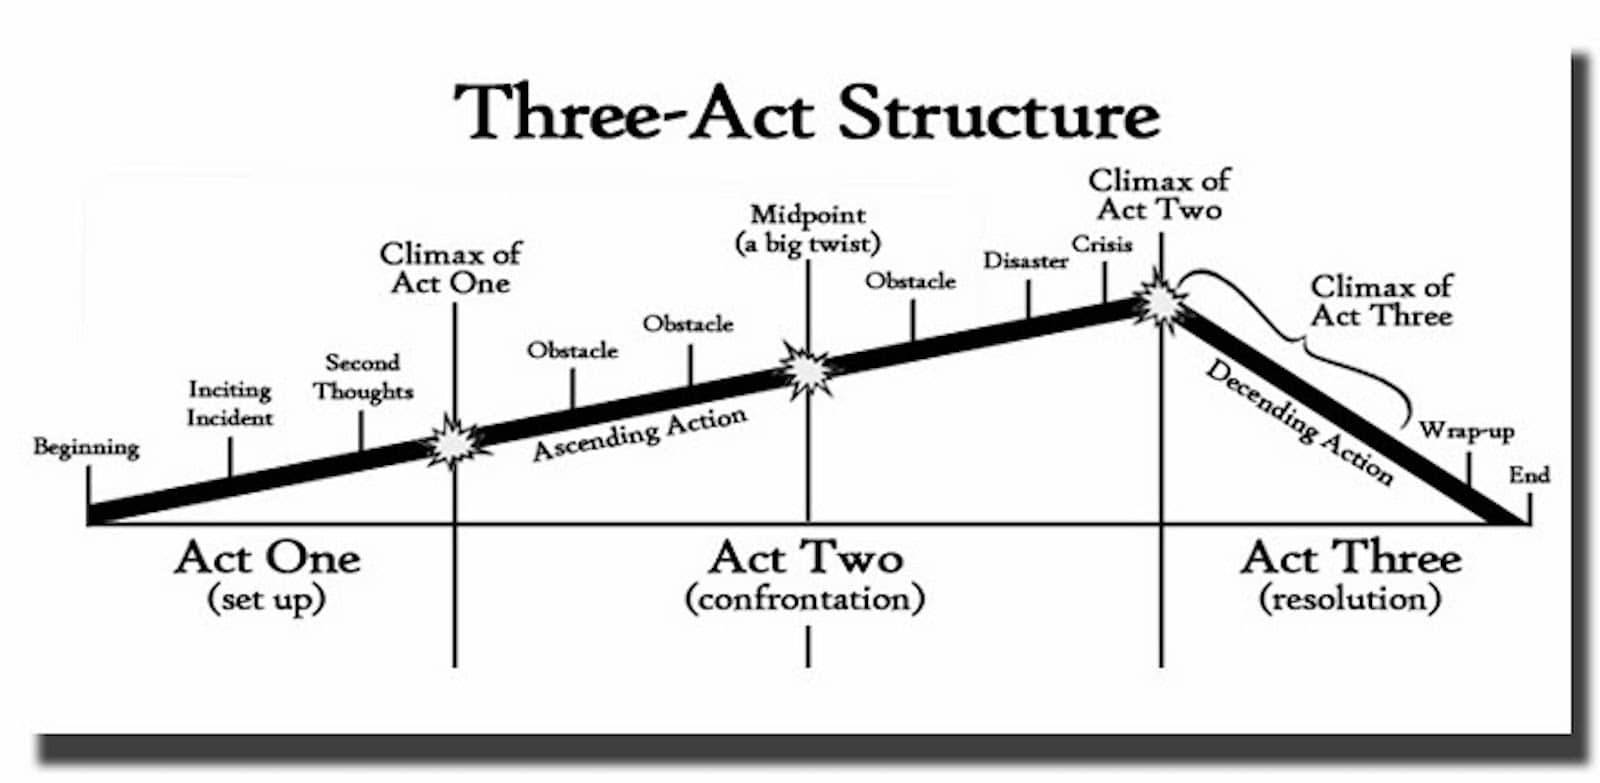 Three-Act Structure
Climax of
Act Two
Midpoint
(a big twist)
Crisis
Climax of
Act One
Disaster
Obstacle
Climax of
Act Three
Obstacle
Obstacle
Second
Thoughts
Inciting
Incident
Beginning
Ascending Action
Decending Action
Wrap-up
End
Act One
(set up)
Act Two
(confrontation)
Act Three
(resolution)